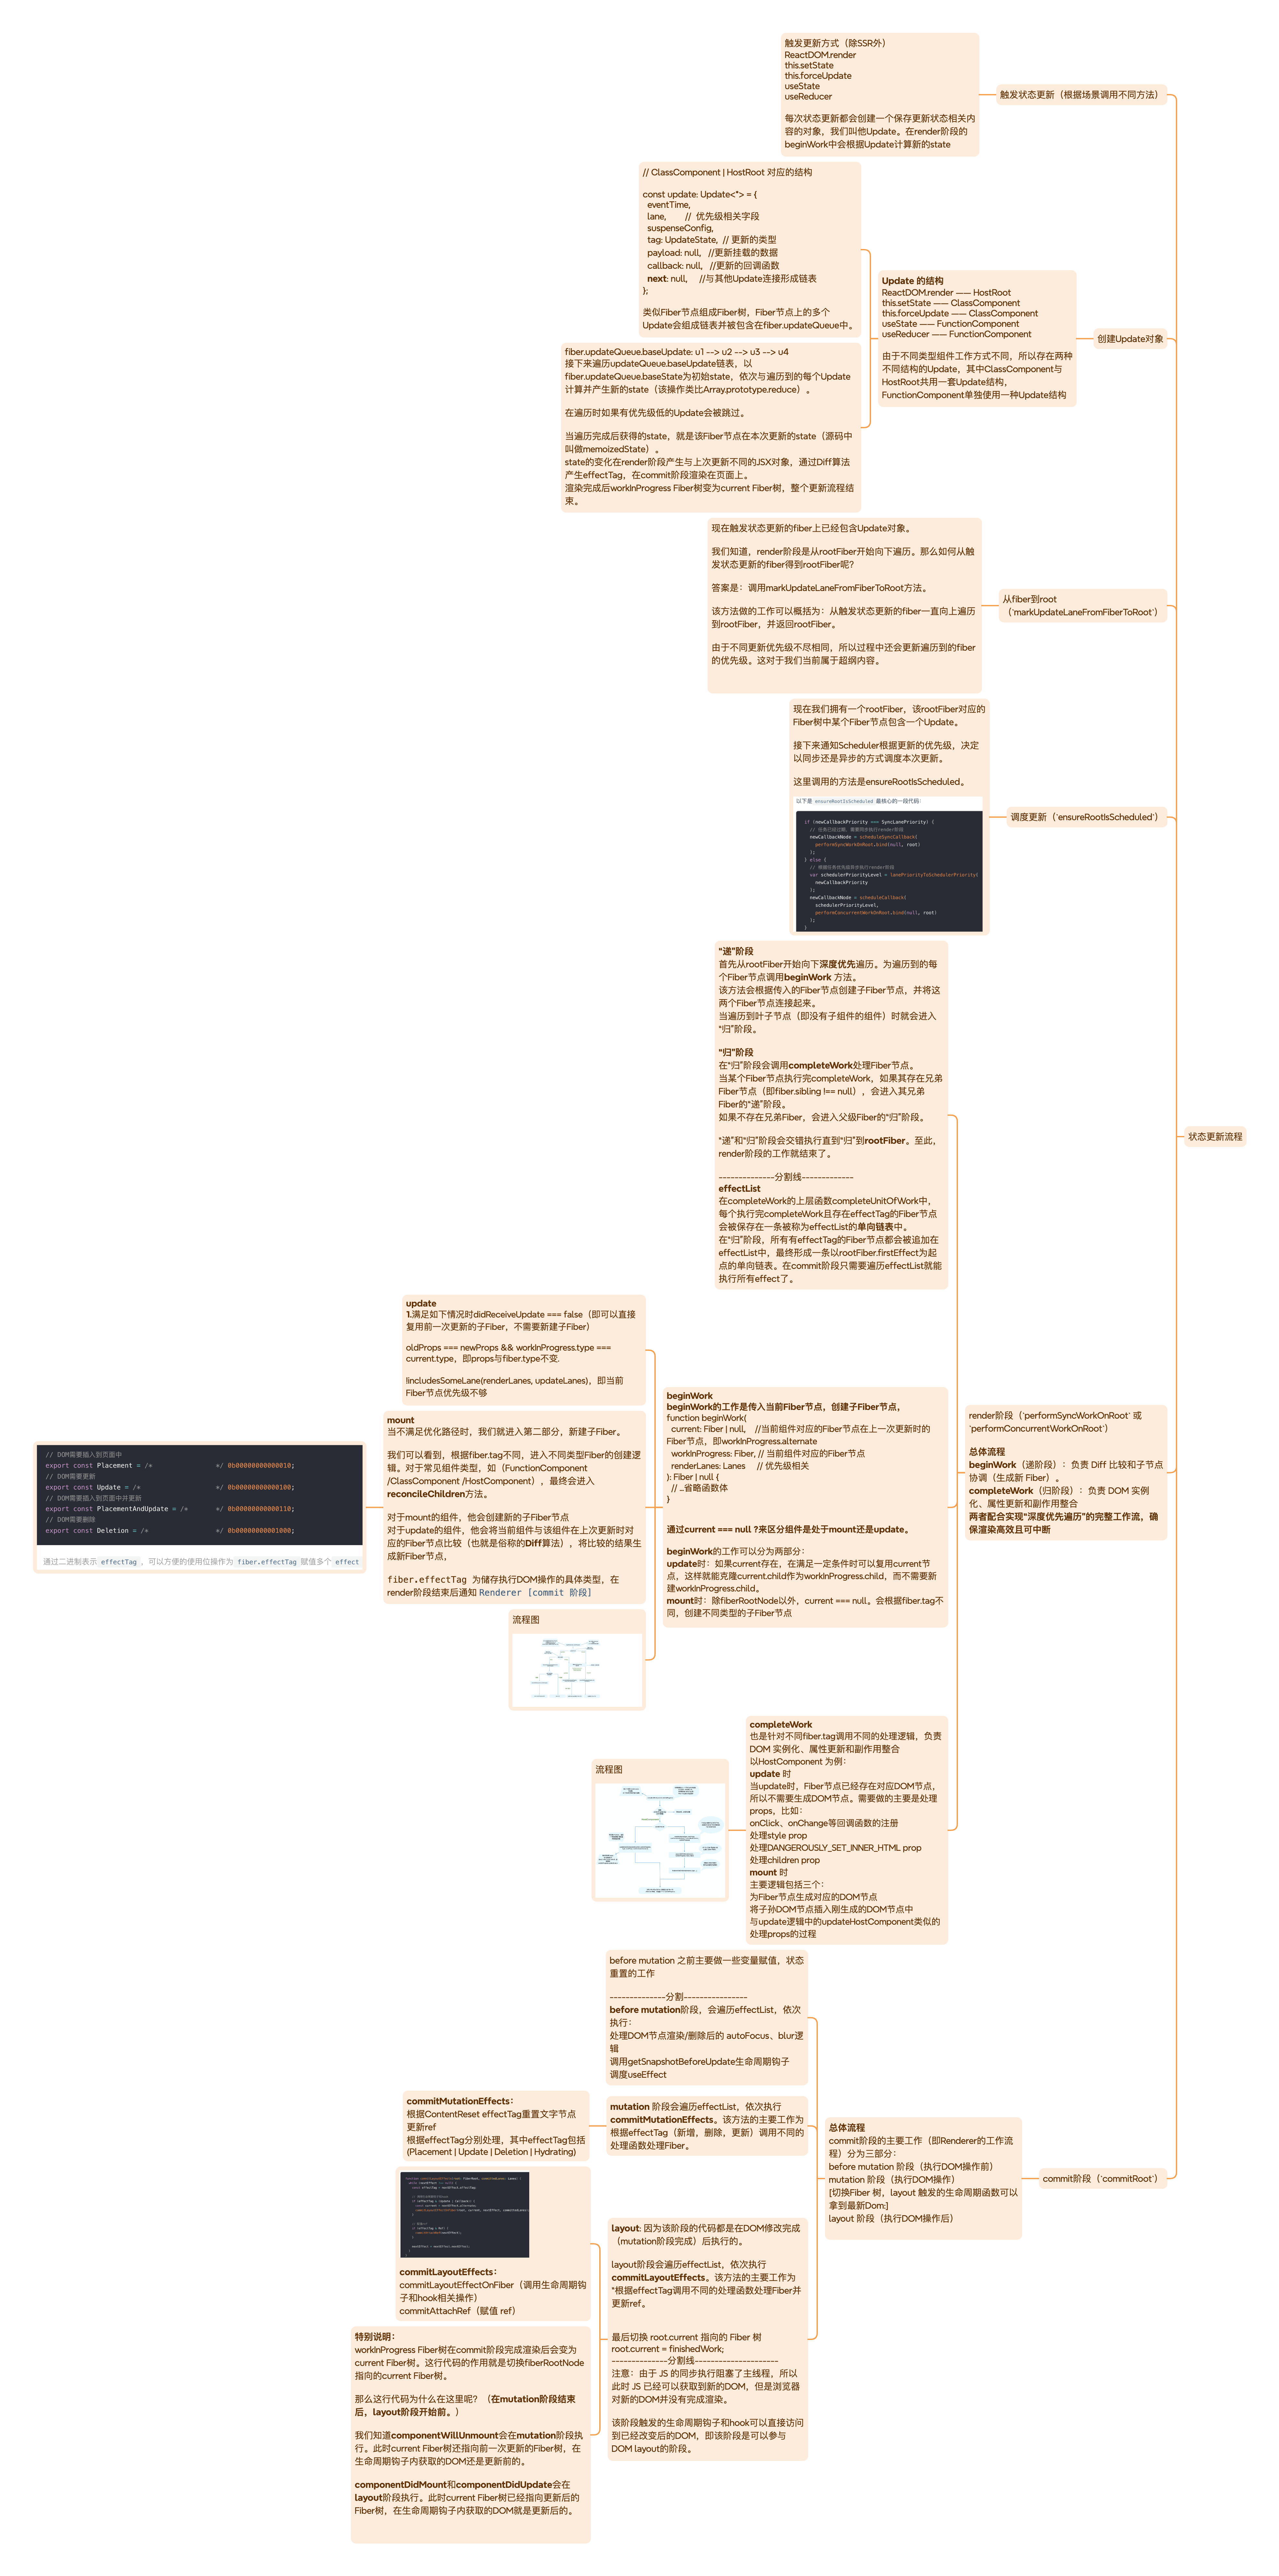 状态更新流程
触发状态更新（根据场景调用不同方法）
触发更新方式（除SSR外）
ReactDOM.render
this.setState
this.forceUpdate
useState
useReducer
每次状态更新都会创建一个保存更新状态相关内
容的对象，我们叫他Update。在render阶段的
beginWork中会根据Update计算新的state
创建Update对象
Update 的结构
ReactDOM.render —— HostRoot
this.setState —— ClassComponent
this.forceUpdate —— ClassComponent
useState —— FunctionComponent
useReducer —— FunctionComponent
由于不同类型组件工作方式不同，所以存在两种
不同结构的Update，其中ClassComponent与
HostRoot共用一套Update结构，
FunctionComponent单独使用一种Update结构
// ClassComponent | HostRoot 对应的结构
const update: Update<*> = {
eventTime,
lane, // 优先级相关字段
suspenseConfig,
tag: UpdateState, // 更新的类型
payload: null, //更新挂载的数据
callback: null, //更新的回调函数
next: null, //与其他Update连接形成链表
};
类似Fiber节点组成Fiber树，Fiber节点上的多个
Update会组成链表并被包含在fiber.updateQueue中。
fiber.updateQueue.baseUpdate: u1 --> u2 --> u3 --> u4
接下来遍历updateQueue.baseUpdate链表，以
fiber.updateQueue.baseState为初始state，依次与遍历到的每个Update
计算并产生新的state（该操作类比Array.prototype.reduce）。
在遍历时如果有优先级低的Update会被跳过。
当遍历完成后获得的state，就是该Fiber节点在本次更新的state（源码中
叫做memoizedState）。
state的变化在render阶段产生与上次更新不同的JSX对象，通过Diff算法
产生effectTag，在commit阶段渲染在页面上。
渲染完成后workInProgress Fiber树变为current Fiber树，整个更新流程结
束。
从fiber到root
（`markUpdateLaneFromFiberToRoot`）
现在触发状态更新的fiber上已经包含Update对象。
我们知道，render阶段是从rootFiber开始向下遍历。那么如何从触
发状态更新的fiber得到rootFiber呢？
答案是：调用markUpdateLaneFromFiberToRoot方法。
该方法做的工作可以概括为：从触发状态更新的fiber一直向上遍历
到rootFiber，并返回rootFiber。
由于不同更新优先级不尽相同，所以过程中还会更新遍历到的fiber
的优先级。这对于我们当前属于超纲内容。
调度更新（`ensureRootIsScheduled`）
现在我们拥有一个rootFiber，该rootFiber对应的
Fiber树中某个Fiber节点包含一个Update。
接下来通知Scheduler根据更新的优先级，决定
以同步还是异步的方式调度本次更新。
这里调用的方法是ensureRootIsScheduled。
以下是 ensureRootIsScheduled 最核心的一段代码：
if (newCallbackPriority === SyncLanePriority) {
// 任务已经过期，需要同步执行render阶段
newCallbackNode = scheduleSyncCallback(
performSyncWorkOnRoot.bind(null, root)
);
} else {
// 根据任务优先级异步执行render阶段
var schedulerPriorityLevel = lanePriorityToSchedulerPriority(
newCallbackPriority
);
newCallbackNode = scheduleCallback(
schedulerPriorityLevel,
performConcurrentWorkOnRoot.bind(null, root)
);
}
render阶段（`performSyncWorkOnRoot` 或
`performConcurrentWorkOnRoot`）
总体流程
beginWork（递阶段）：负责 Diff 比较和子节点
协调（生成新 Fiber）。
completeWork（归阶段）：负责 DOM 实例
化、属性更新和副作用整合
两者配合实现"深度优先遍历"的完整工作流，确
保渲染高效且可中断
"递"阶段
首先从rootFiber开始向下深度优先遍历。为遍历到的每
个Fiber节点调用beginWork 方法。
该方法会根据传入的Fiber节点创建子Fiber节点，并将这
两个Fiber节点连接起来。
当遍历到叶子节点（即没有子组件的组件）时就会进入
"归"阶段。
"归"阶段
在"归"阶段会调用completeWork处理Fiber节点。
当某个Fiber节点执行完completeWork，如果其存在兄弟
Fiber节点（即fiber.sibling !== null），会进入其兄弟
Fiber的"递"阶段。
如果不存在兄弟Fiber，会进入父级Fiber的"归"阶段。
"递"和"归"阶段会交错执行直到"归"到rootFiber。至此，
render阶段的工作就结束了。
--------------分割线-------------
effectList
在completeWork的上层函数completeUnitOfWork中，
每个执行完completeWork且存在effectTag的Fiber节点
会被保存在一条被称为effectList的单向链表中。
在"归"阶段，所有有effectTag的Fiber节点都会被追加在
effectList中，最终形成一条以rootFiber.firstEffect为起
点的单向链表。在commit阶段只需要遍历effectList就能
执行所有effect了。
beginWork
beginWork的工作是传入当前Fiber节点，创建子Fiber节点，
function beginWork(
current: Fiber | null, //当前组件对应的Fiber节点在上一次更新时的
Fiber节点，即workInProgress.alternate
workInProgress: Fiber, // 当前组件对应的Fiber节点
renderLanes: Lanes // 优先级相关
): Fiber | null {
// ...省略函数体
}
通过current === null ?来区分组件是处于mount还是update。
beginWork的工作可以分为两部分：
update时：如果current存在，在满足一定条件时可以复用current节
点，这样就能克隆current.child作为workInProgress.child，而不需要新
建workInProgress.child。
mount时：除fiberRootNode以外，current === null。会根据fiber.tag不
同，创建不同类型的子Fiber节点
update
1.满足如下情况时didReceiveUpdate === false（即可以直接
复用前一次更新的子Fiber，不需要新建子Fiber）
oldProps === newProps && workInProgress.type ===
current.type，即props与fiber.type不变.
!includesSomeLane(renderLanes, updateLanes)，即当前
Fiber节点优先级不够
mount
当不满足优化路径时，我们就进入第二部分，新建子Fiber。
我们可以看到，根据fiber.tag不同，进入不同类型Fiber的创建逻
辑。对于常见组件类型，如（FunctionComponent
/ClassComponent /HostComponent），最终会进入
reconcileChildren方法。
对于mount的组件，他会创建新的子Fiber节点
对于update的组件，他会将当前组件与该组件在上次更新时对
应的Fiber节点比较（也就是俗称的Diff算法），将比较的结果生
成新Fiber节点，
fiber.effectTag 为储存执行DOM操作的具体类型，在
render阶段结束后通知 Renderer [commit 阶段]
// DOM需要插入到页面中
export const Placement = /* */ 0b00000000000010;
// DOM需要更新
export const Update = /* */ 0b00000000000100;
// DOM需要插入到页面中并更新
export const PlacementAndUpdate = /* */ 0b00000000000110;
// DOM需要删除
export const Deletion = /* */ 0b00000000001000;
通过二进制表示 effectTag ，可以方便的使用位操作为 fiber.effectTag 赋值多个 effect
流程图
completeWork
也是针对不同fiber.tag调用不同的处理逻辑，负责
DOM 实例化、属性更新和副作用整合
以HostComponent 为例：
update 时
当update时，Fiber节点已经存在对应DOM节点，
所以不需要生成DOM节点。需要做的主要是处理
props，比如：
onClick、onChange等回调函数的注册
处理style prop
处理DANGEROUSLY_SET_INNER_HTML prop
处理children prop
mount 时
主要逻辑包括三个：
为Fiber节点生成对应的DOM节点
将子孙DOM节点插入刚生成的DOM节点中
与update逻辑中的updateHostComponent类似的
处理props的过程
流程图
commit阶段（`commitRoot`）
总体流程
commit阶段的主要工作（即Renderer的工作流
程）分为三部分：
before mutation 阶段（执行DOM操作前）
mutation 阶段（执行DOM操作）
[切换Fiber 树，layout 触发的生命周期函数可以
拿到最新Dom:]
layout 阶段（执行DOM操作后）
before mutation 之前主要做一些变量赋值，状态
重置的工作
--------------分割----------------
before mutation阶段，会遍历effectList，依次
执行：
处理DOM节点渲染/删除后的 autoFocus、blur逻
辑
调用getSnapshotBeforeUpdate生命周期钩子
调度useEffect
mutation 阶段会遍历effectList，依次执行
commitMutationEffects。该方法的主要工作为
根据effectTag（新增，删除，更新）调用不同的
处理函数处理Fiber。
commitMutationEffects：
根据ContentReset effectTag重置文字节点
更新ref
根据effectTag分别处理，其中effectTag包括
(Placement | Update | Deletion | Hydrating)
layout: 因为该阶段的代码都是在DOM修改完成
（mutation阶段完成）后执行的。
layout阶段会遍历effectList，依次执行
commitLayoutEffects。该方法的主要工作为
"根据effectTag调用不同的处理函数处理Fiber并
更新ref。
最后切换 root.current 指向的 Fiber 树
root.current = finishedWork;
--------------分割线---------------------
注意：由于 JS 的同步执行阻塞了主线程，所以
此时 JS 已经可以获取到新的DOM，但是浏览器
对新的DOM并没有完成渲染。
该阶段触发的生命周期钩子和hook可以直接访问
到已经改变后的DOM，即该阶段是可以参与
DOM layout的阶段。
commitLayoutEffects：
commitLayoutEffectOnFiber（调用生命周期钩
子和hook相关操作）
commitAttachRef（赋值 ref）
特别说明：
workInProgress Fiber树在commit阶段完成渲染后会变为
current Fiber树。这行代码的作用就是切换fiberRootNode
指向的current Fiber树。
那么这行代码为什么在这里呢？（在mutation阶段结束
后，layout阶段开始前。）
我们知道componentWillUnmount会在mutation阶段执
行。此时current Fiber树还指向前一次更新的Fiber树，在
生命周期钩子内获取的DOM还是更新前的。
componentDidMount和componentDidUpdate会在
layout阶段执行。此时current Fiber树已经指向更新后的
Fiber树，在生命周期钩子内获取的DOM就是更新后的。